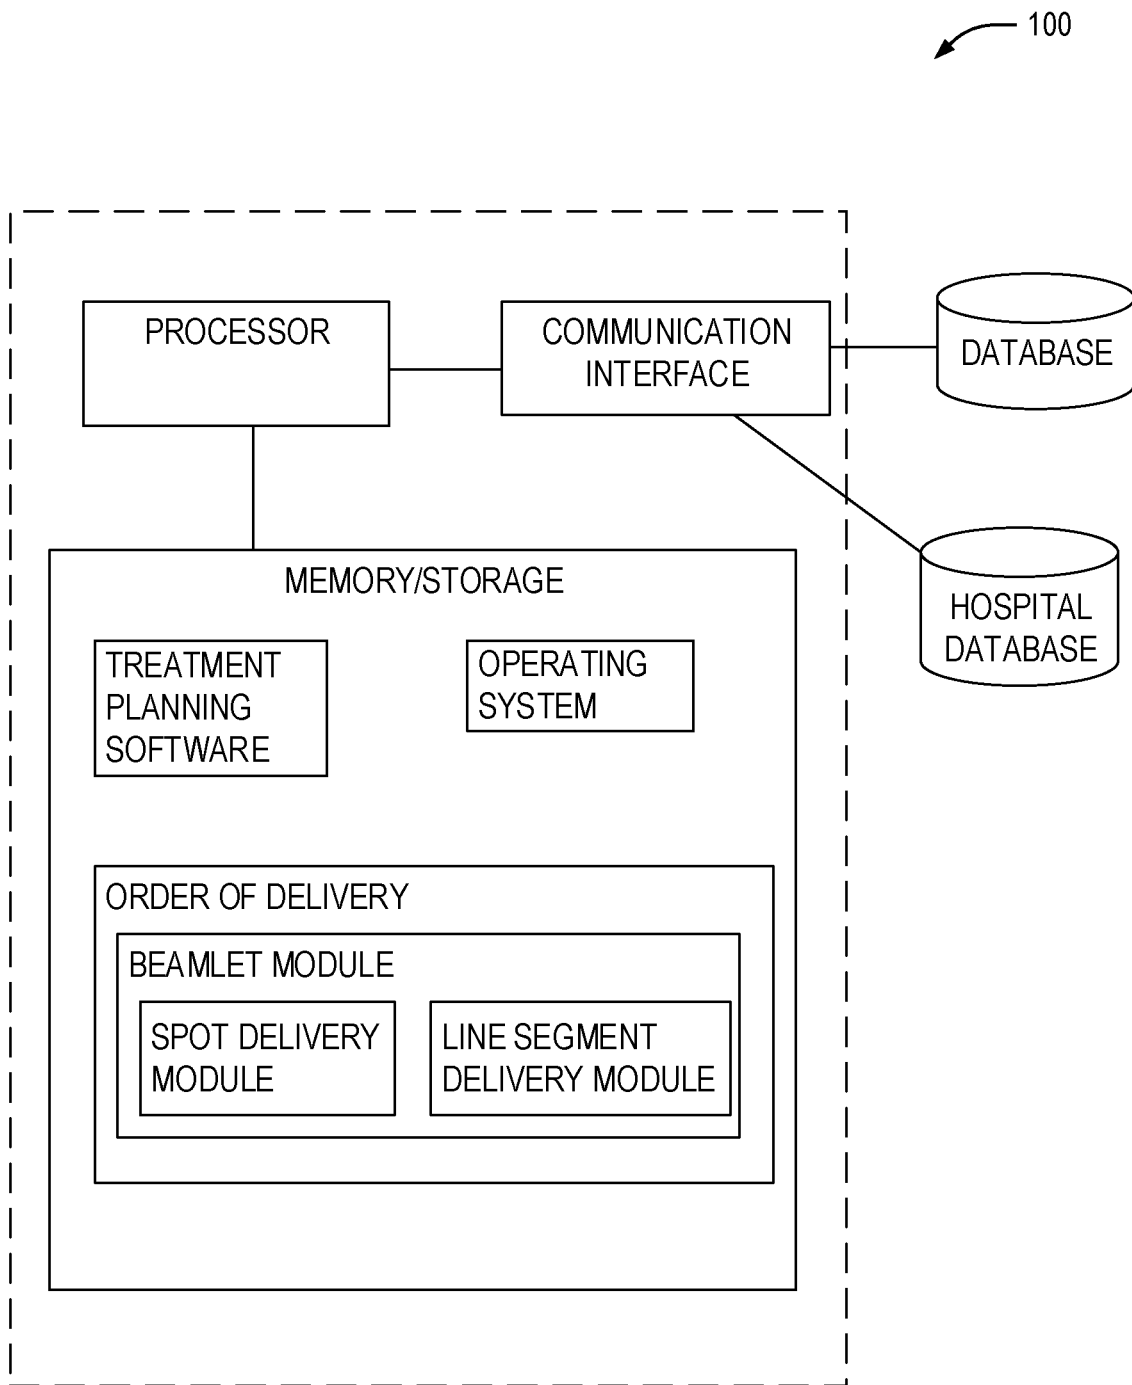 100
PROCESSOR
COMMUNICATION
INTERFACE
DATABASE
HOSPITAL
DATABASE
MEMORY/STORAGE
TREATMENT
PLANNING
SOFTWARE
OPERATING
SYSTEM
ORDER OF DELIVERY
BEAMLET MODULE
SPOT DELIVERY
MODULE
LINE SEGMENT
DELIVERY MODULE